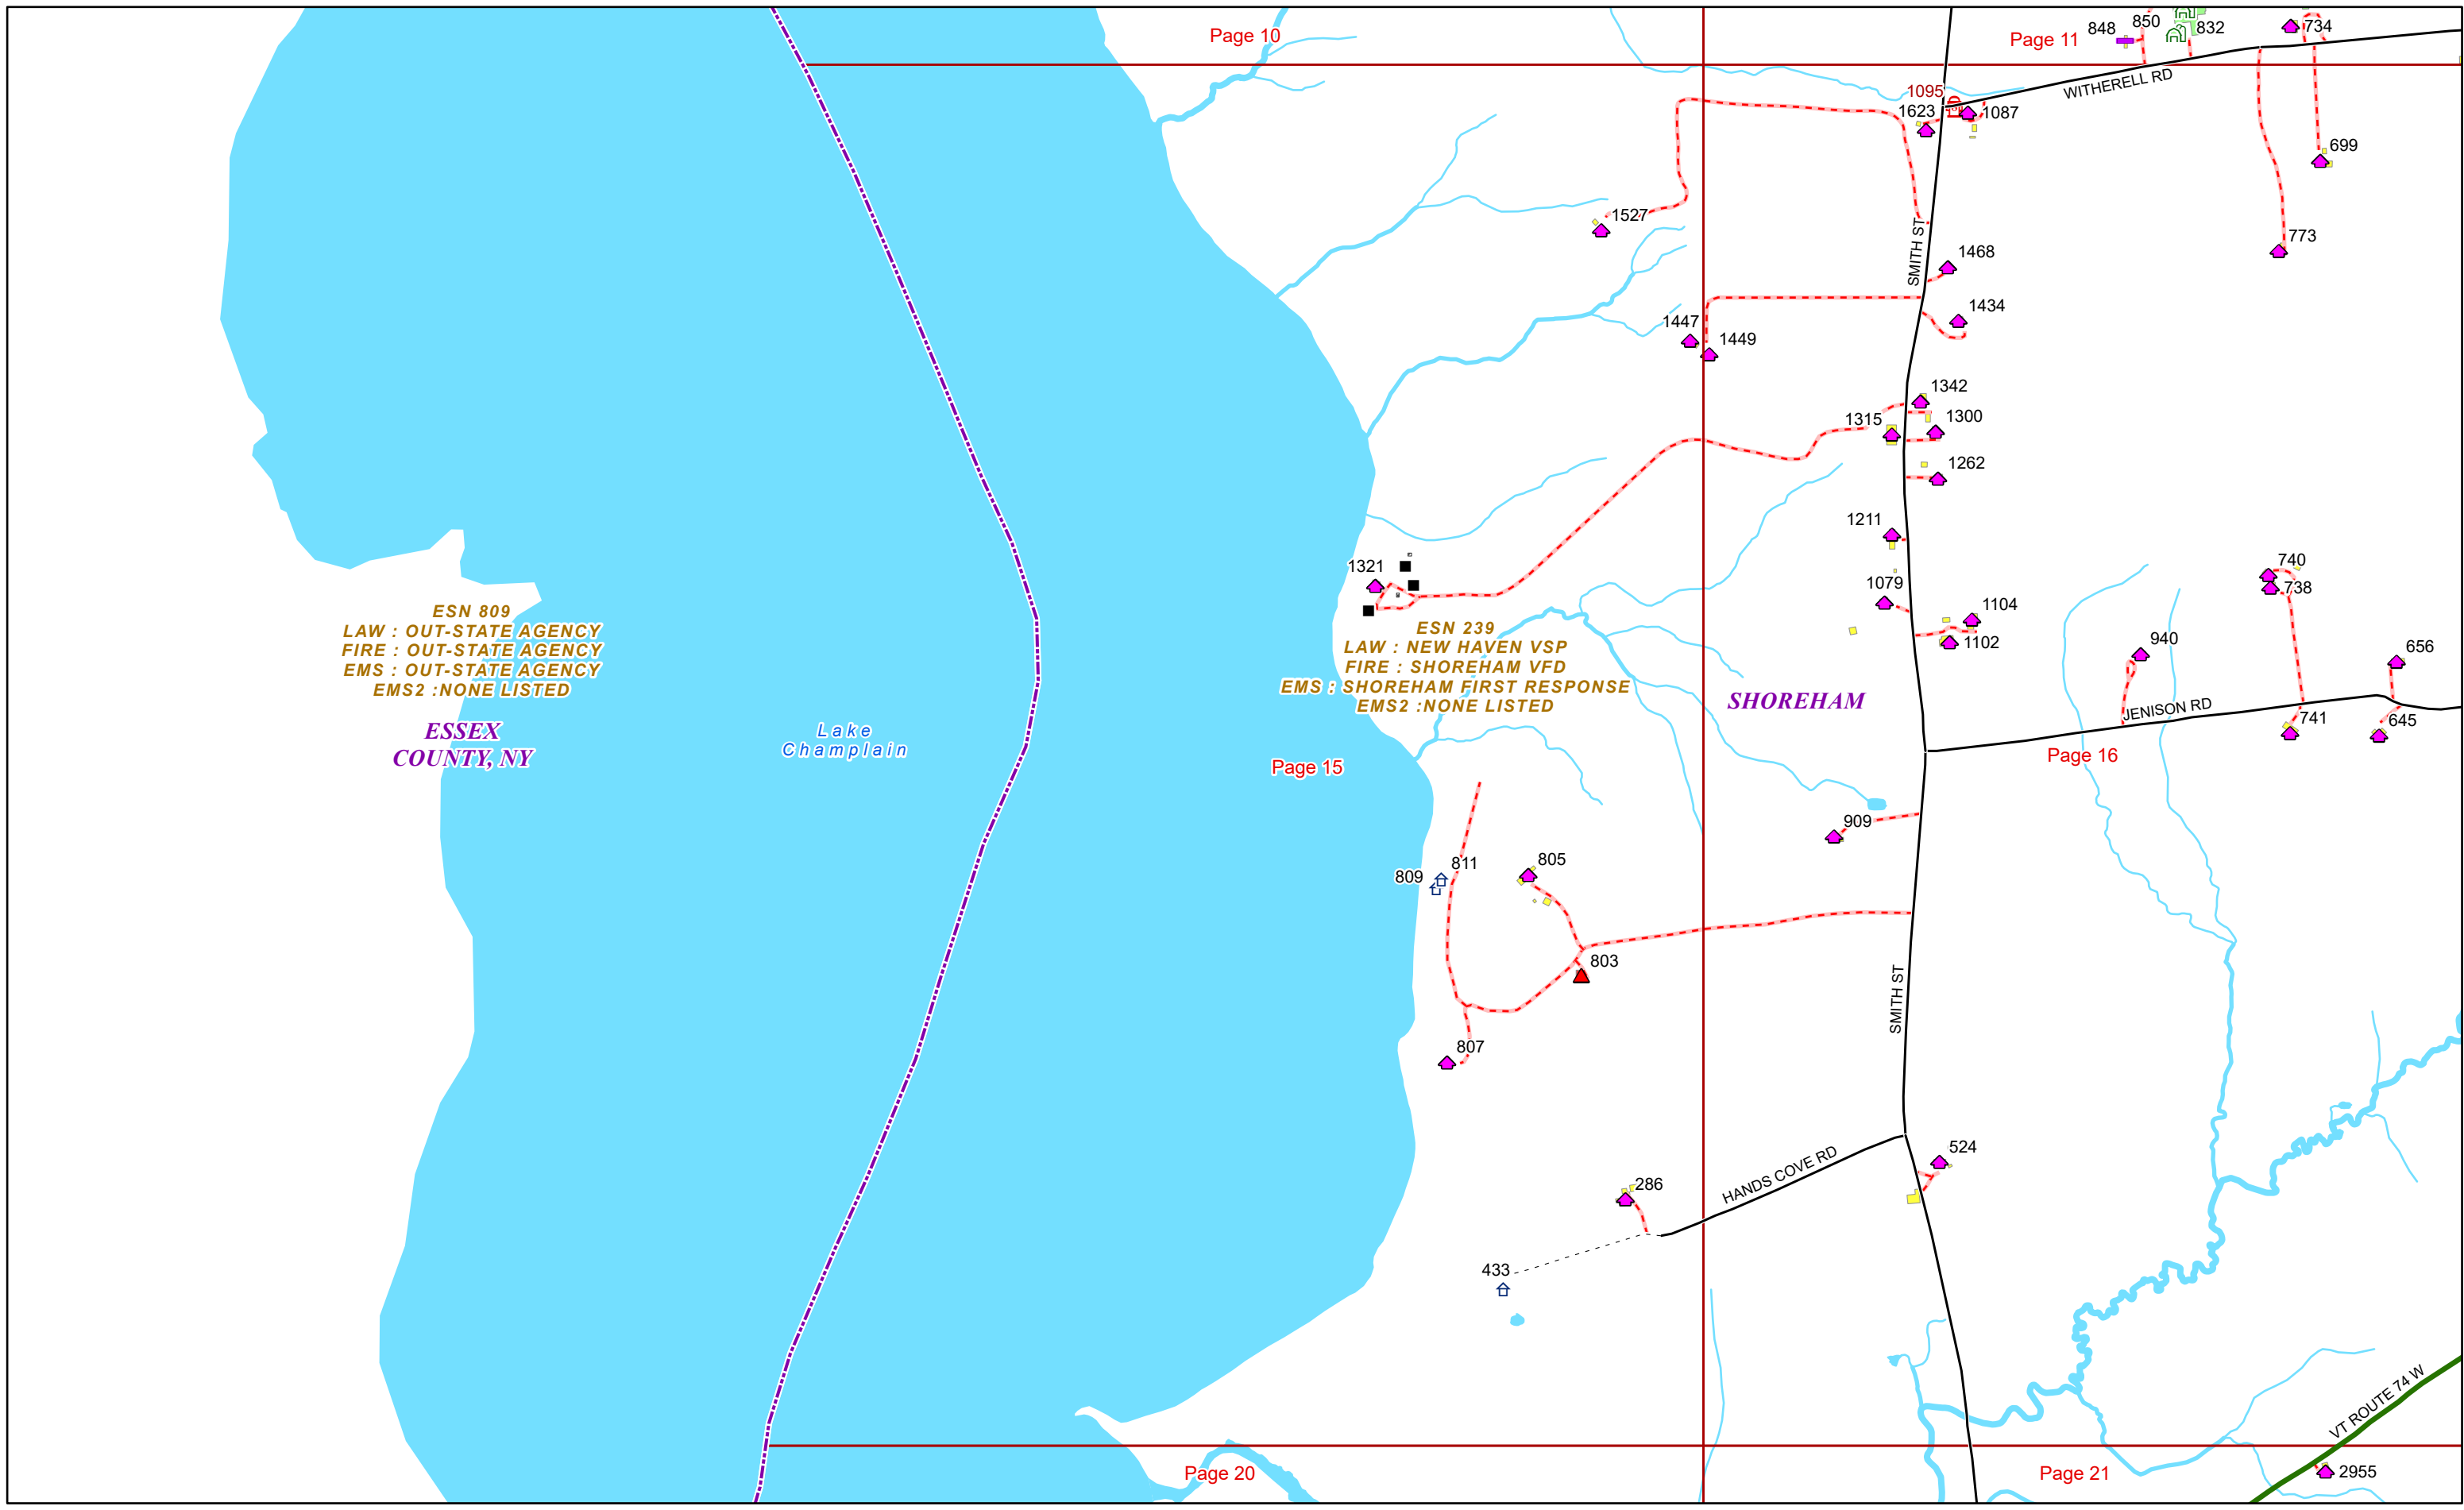 Page 10
Page 11
848
850
832
734
WITHERELL RD
1095
1623
1087
699
1527
SMITH ST
773
1468
1434
1447
1449
1342
1315
1300
1262
1211
1321
1079
1104
1102
740
738
940
656
ESN 809
LAW : OUT-STATE AGENCY
FIRE : OUT-STATE AGENCY
EMS : OUT-STATE AGENCY
EMS2 :NONE LISTED
ESN 239
LAW : NEW HAVEN VSP
FIRE : SHOREHAM VFD
EMS : SHOREHAM FIRST RESPONSE
EMS2 :NONE LISTED
SHOREHAM
JENISON RD
741
645
ESSEX
COUNTY, NY
Lake
Champlain
Page 15
Page 16
909
811
809
805
803
SMITH ST
807
524
HANDS COVE RD
286
433
VT ROUTE 74 W
Page 20
Page 21
2955